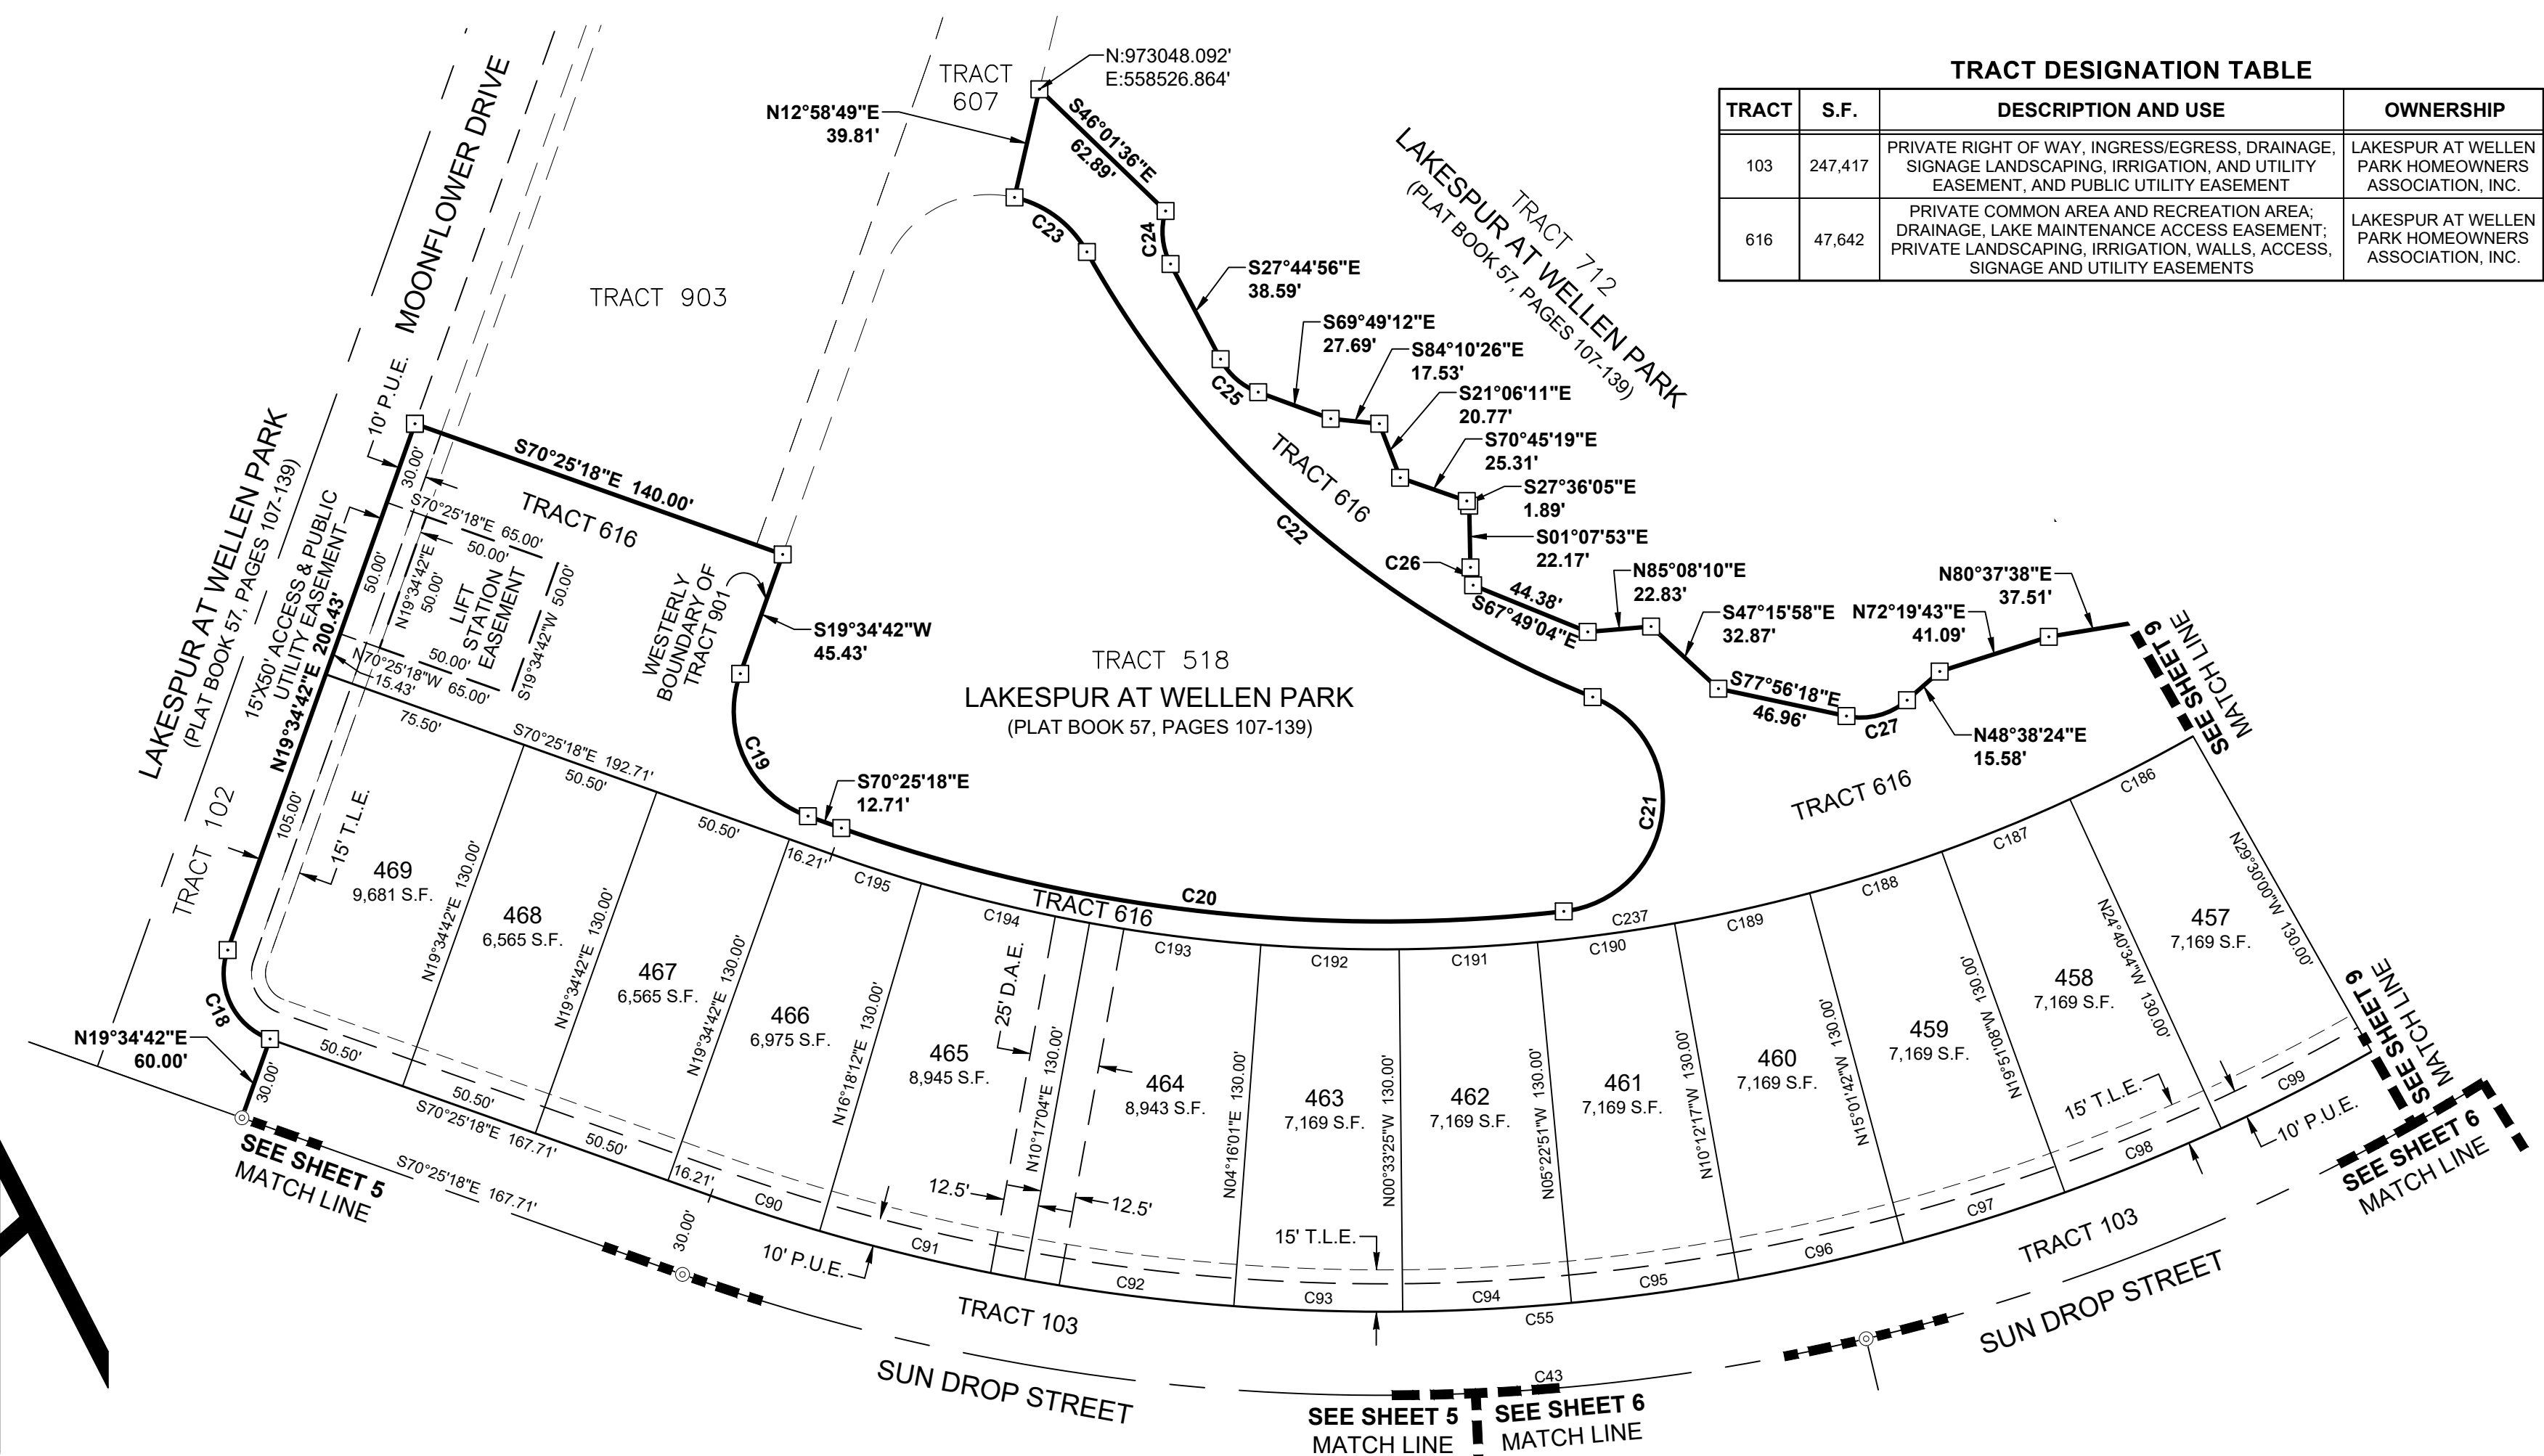 TRACT DESIGNATION TABLE
TRACT
S.F.
DESCRIPTION AND USE
OWNERSHIP
103
247,417
PRIVATE RIGHT OF WAY, INGRESS/EGRESS, DRAINAGE,
SIGNAGE LANDSCAPING, IRRIGATION, AND UTILITY
EASEMENT, AND PUBLIC UTILITY EASEMENT
LAKESPUR AT WELLEN
PARK HOMEOWNERS
ASSOCIATION, INC.
616
47,642
PRIVATE COMMON AREA AND RECREATION AREA;
DRAINAGE, LAKE MAINTENANCE ACCESS EASEMENT;
PRIVATE LANDSCAPING, IRRIGATION, WALLS, ACCESS,
SIGNAGE AND UTILITY EASEMENTS
LAKESPUR AT WELLEN
PARK HOMEOWNERS
ASSOCIATION, INC.
MOONFLOWER DRIVE
TRACT
607
N:973048.092'
E:558526.864'
N12°58'49"E
39.81'
S46°01'36"E
62.89'
C23
C24
TRACT 903
TRACT 712
LAKESPUR AT WELLEN PARK
(PLAT BOOK 57, PAGES 107-139)
S27°44'56"E
38.59'
S69°49'12"E
27.69'
S84°10'26"E
17.53'
C25
S21°06'11"E
20.77'
S70°45'19"E
25.31'
S27°36'05"E
1.89'
S01°07'53"E
22.17'
C26
TRACT 616
C22
44.38'
S67°49'04"E
N85°08'10"E
22.83'
S47°15'58"E
32.87'
N72°19'43"E
41.09'
N80°37'38"E
37.51'
S77°56'18"E
46.96'
C27
N48°38'24"E
15.58'
SEE SHEET 9
MATCH LINE
10' P.U.E.
LAKESPUR AT WELLEN PARK
(PLAT BOOK 57, PAGES 107-139)
15'X50' ACCESS & PUBLIC
UTILITY EASEMENT
N19°34'42"E 200.43'
30.00'
50.00'
S70°25'18"E 140.00'
TRACT 616
S70°25'18"E 65.00'
50.00'
N19°34'42"E
50.00'
LIFT
STATION
EASEMENT
S19°34'42"W 50.00'
50.00'
N70°25'18"W 65.00'
15.43'
WESTERLY
BOUNDARY OF
TRACT 901
S19°34'42"W
45.43'
TRACT 518
LAKESPUR AT WELLEN PARK
(PLAT BOOK 57, PAGES 107-139)
C19
S70°25'18"E
12.71'
C21
C20
TRACT 616
TRACT 616
75.50'
S70°25'18"E 192.71'
50.50'
50.50'
16.21'
C195
C194
C193
C192
C191
C190
C237
C189
C188
C187
C186
TRACT 102
105.00'
15' T.L.E.
469
9,681 S.F.
N19°34'42"E 130.00'
468
6,565 S.F.
N19°34'42"E 130.00'
467
6,565 S.F.
N19°34'42"E 130.00'
466
6,975 S.F.
N16°18'12"E 130.00'
465
8,945 S.F.
25' D.A.E.
N10°17'04"E 130.00'
12.5'
12.5'
464
8,943 S.F.
N04°16'01"E 130.00'
463
7,169 S.F.
N00°33'25"W 130.00'
462
7,169 S.F.
N05°22'51"W 130.00'
461
7,169 S.F.
N10°12'17"W 130.00'
460
7,169 S.F.
N15°01'42"W 130.00'
459
7,169 S.F.
N19°51'08"W 130.00'
458
7,169 S.F.
N24°40'34"W 130.00'
457
7,169 S.F.
N29°30'00"W 130.00'
SEE SHEET 9
MATCH LINE
C18
N19°34'42"E
60.00'
30.00'
50.50'
50.50'
S70°25'18"E 167.71'
50.50'
16.21'
C90
C91
C92
C93
C94
C95
C96
C97
C98
C99
SEE SHEET 5
MATCH LINE
S70°25'18"E 167.71'
30.00'
10' P.U.E.
15' T.L.E.
15' T.L.E.
10' P.U.E.
SEE SHEET 6
MATCH LINE
TRACT 103
C55
TRACT 103
SUN DROP STREET
SUN DROP STREET
C43
SEE SHEET 5
MATCH LINE
SEE SHEET 6
MATCH LINE